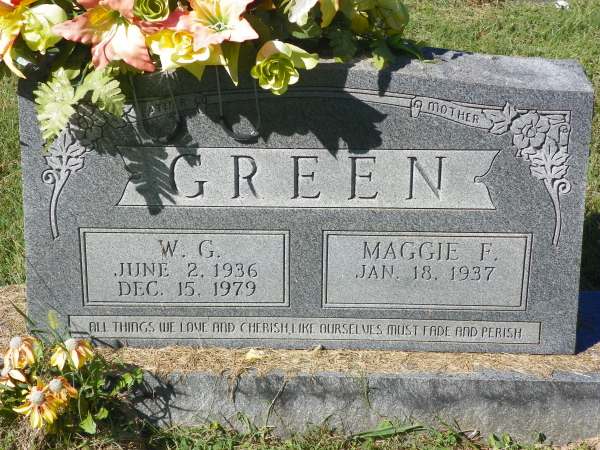 FATHER
MOTHER
GREEN
W. G.
JUNE 2, 1936
DEC. 15, 1979
MAGGIE F.
JAN. 18, 1937
ALL THINGS WE LOVE AND CHERISH, LIKE OURSELVES MUST FADE AND PERISH